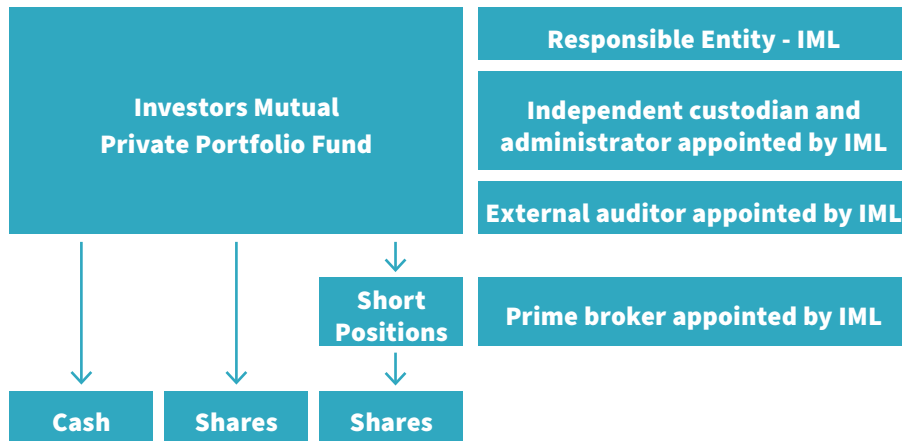 Investors Mutual
Private Portfolio Fund
Responsible Entity - IML
Independent custodian and
administrator appointed by IML
External auditor appointed by IML
Short
Positions
Prime broker appointed by IML
Cash
Shares
Shares